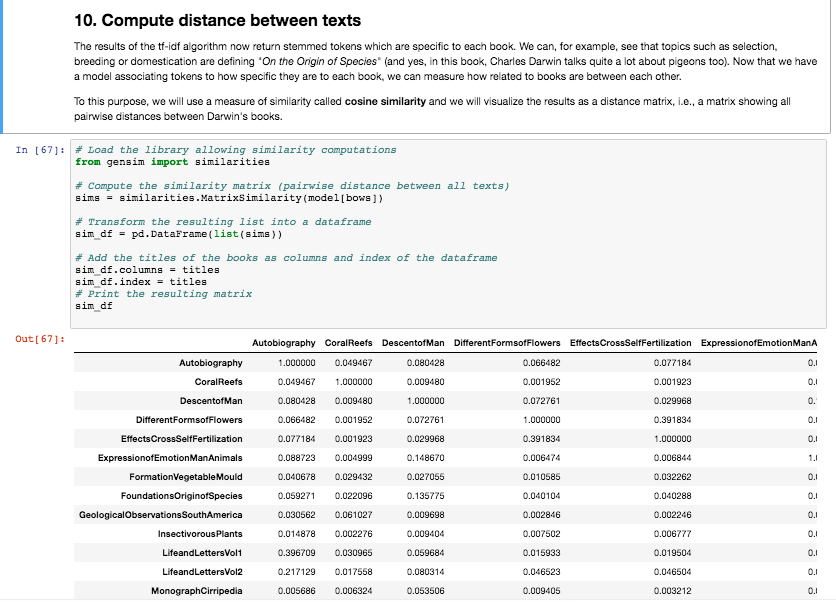 10. Compute distance between texts
The results of the tf-idf algorithm now return stemmed tokens which are specific to each book. We can, for example, see that topics such as selection,
breeding or domestication are defining "On the Origin of Species" (and yes, in this book, Charles Darwin talks quite a lot about pigeons too). Now that we have
a model associating tokens to how specific they are to each book, we can measure how related to books are between each other.
To this purpose, we will use a measure of similarity called cosine similarity and we will visualize the results as a distance matrix, i.e., a matrix showing all
pairwise distances between Darwin's books.
In [67]: # Load the library allowing similarity computations
from gensim import similarities
# Compute the similarity matrix (pairwise distance between all texts)
sims = similarities.MatrixSimilarity(model[bows])
# Transform the resulting list into a dataframe
sim_df = pd.DataFrame(list(sims))
# Add the titles of the books as columns and index of the dataframe
sim_df.columns = titles
sim_df.index = titles
# Print the resulting matrix
sim_df
Out[67]:
Autobiography CoralReefs DescentofMan DifferentFormsofFlowers EffectsCrossSelfFertilization ExpressionofEmotionManA
Autobiography 1.000000 0.049467 0.080428 0.066482 0.077184 0.
CoralReefs 0.049467 1.000000 0.009480 0.001952 0.001923 0.
DescentofMan 0.080428 0.009480 1.000000 0.072761 0.029968 0.
DifferentFormsofFlowers 0.066482 0.001952 0.072761 1.000000 0.391834 0.
EffectsCrossSelfFertilization 0.077184 0.001923 0.029968 0.391834 1.000000 0.
ExpressionofEmotionManAnimals 0.088723 0.004999 0.148670 0.006474 0.006844 1.
FormationVegetableMould 0.040678 0.029432 0.027055 0.010585 0.032262 0.
FoundationsOriginofSpecies 0.059271 0.022096 0.135775 0.040104 0.040288 0.
GeologicalObservationsSouthAmerica 0.030562 0.061027 0.009698 0.002846 0.002246 0.
InsectivorousPlants 0.014878 0.002276 0.009404 0.007502 0.006777 0.
LifeandLettersVol1 0.396709 0.030965 0.059684 0.015933 0.019504 0.
LifeandLettersVol2 0.217129 0.017558 0.080314 0.046523 0.046504 0.
MonographCirripedia 0.005686 0.006324 0.053506 0.009405 0.003212 0.